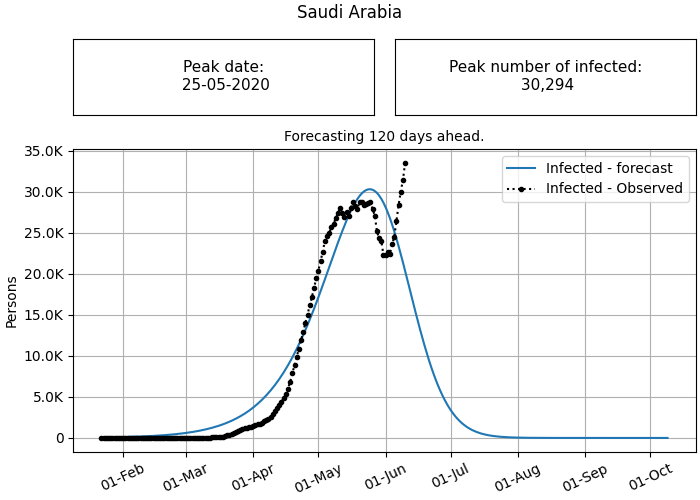 Saudi Arabia
Peak date:
25-05-2020
Peak number of infected:
30,294
Forecasting 120 days ahead.
35.0K
30.0K
25.0K
20.0K
15.0K
10.0K
5.0K
0
Persons
Infected - forecast
Infected - Observed
01-Feb
01-Mar
01-Apr
01-May
01-Jun
01-Jul
01-Aug
01-Sep
01-Oct